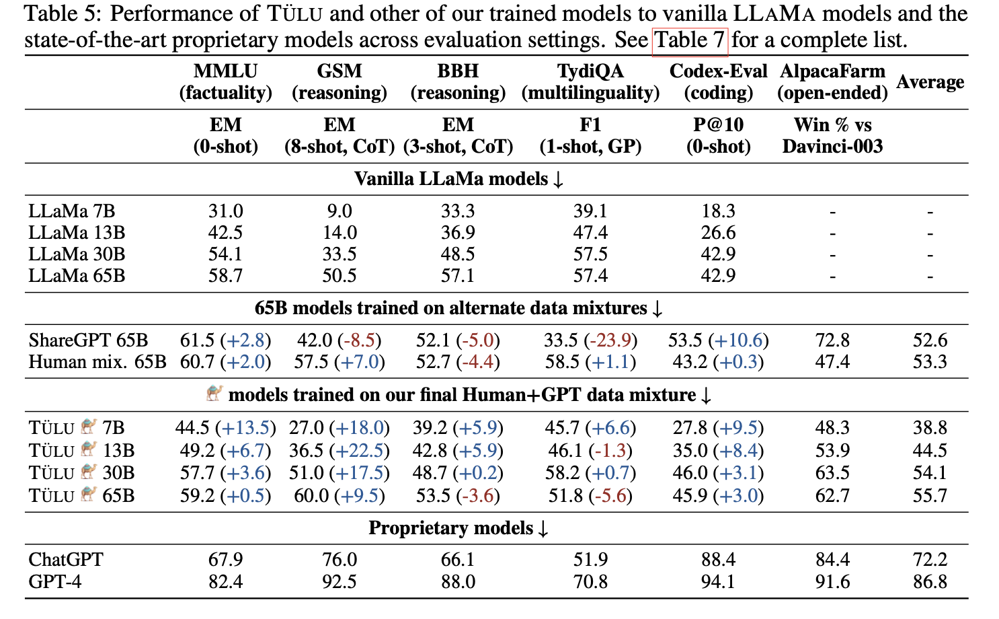 Table 5: Performance of TÜLU and other of our trained models to vanilla LLAMA models and the
state-of-the-art proprietary models across evaluation settings. See Table 7 for a complete list.
MMLU GSM BBH TydiQA Codex-Eval AlpacaFarm Average
(factuality) (reasoning) (reasoning) (multilinguality) (coding) (open-ended)
EM EM EM F1 P@10 Win % vs
(0-shot) (8-shot, CoT) (3-shot, CoT) (1-shot, GP) (0-shot) Davinci-003
Vanilla LLaMa models ↓
LLaMa 7B 31.0 9.0 33.3 39.1 18.3 - -
LLaMa 13B 42.5 14.0 36.9 47.4 26.6 - -
LLaMa 30B 54.1 33.5 48.5 57.5 42.9 - -
LLaMa 65B 58.7 50.5 57.1 57.4 42.9 - -
65B models trained on alternate data mixtures ↓
ShareGPT 65B 61.5 (+2.8) 42.0 (-8.5) 52.1 (-5.0) 33.5 (-23.9) 53.5 (+10.6) 72.8 52.6
Human mix. 65B 60.7 (+2.0) 57.5 (+7.0) 52.7 (-4.4) 58.5 (+1.1) 43.2 (+0.3) 47.4 53.3
🐪 models trained on our final Human+GPT data mixture ↓
TÜLU 🐪 7B 44.5 (+13.5) 27.0 (+18.0) 39.2 (+5.9) 45.7 (+6.6) 27.8 (+9.5) 48.3 38.8
TÜLU 🐪 13B 49.2 (+6.7) 36.5 (+22.5) 42.8 (+5.9) 46.1 (-1.3) 35.0 (+8.4) 53.9 44.5
TÜLU 🐪 30B 57.7 (+3.6) 51.0 (+17.5) 48.7 (+0.2) 58.2 (+0.7) 46.0 (+3.1) 63.5 54.1
TÜLU 🐪 65B 59.2 (+0.5) 60.0 (+9.5) 53.5 (-3.6) 51.8 (-5.6) 45.9 (+3.0) 62.7 55.7
Proprietary models ↓
ChatGPT 67.9 76.0 66.1 51.9 88.4 84.4 72.2
GPT-4 82.4 92.5 88.0 70.8 94.1 91.6 86.8